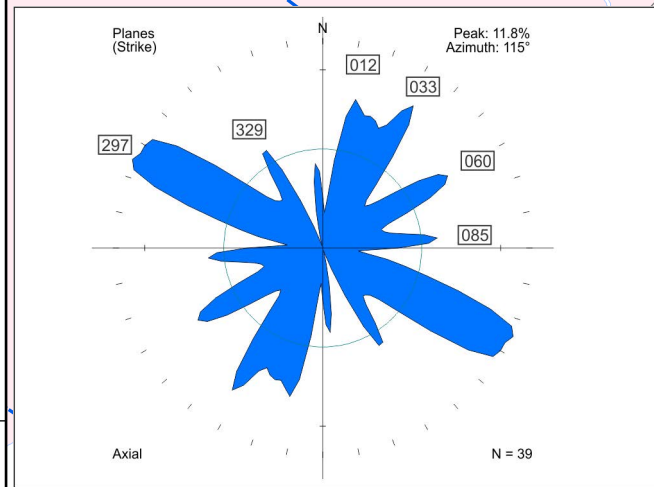 Planes
(Strike)
N
Peak: 11.8%
Azimuth: 115°
012
033
329
297
060
085
Axial
N = 39